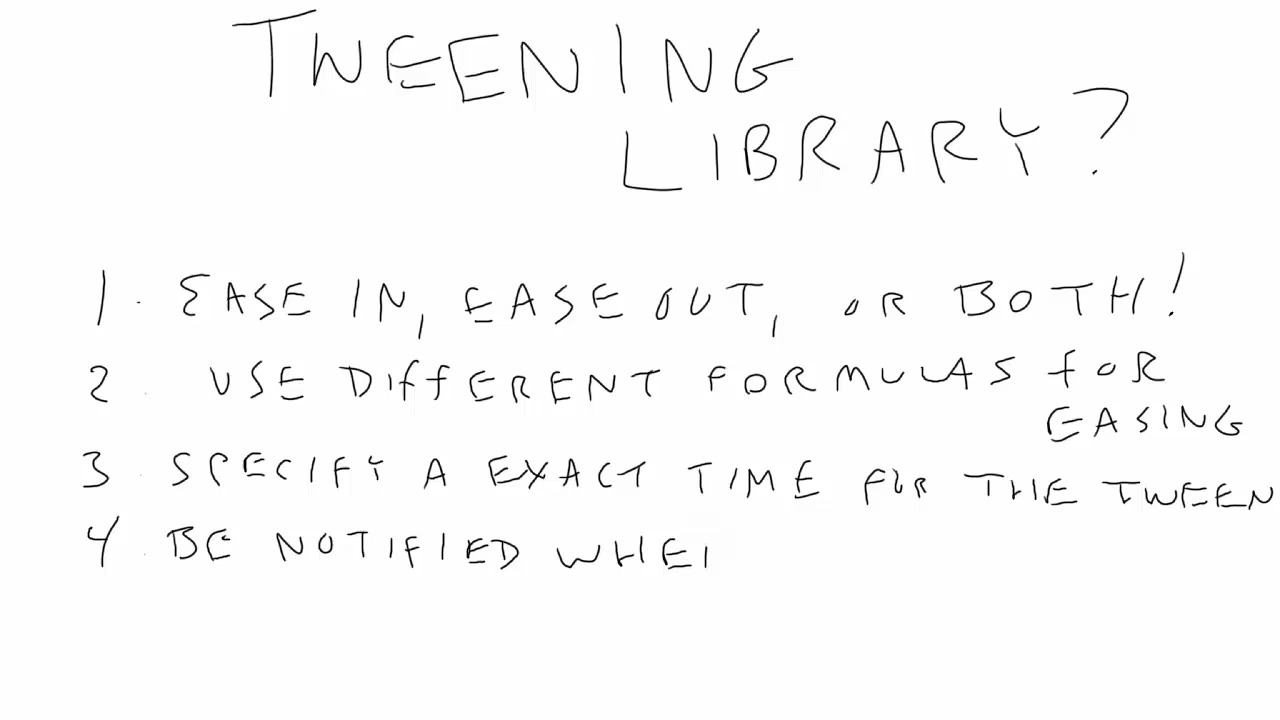 TWEENING
LIBRARY?
1. EASE IN, EASE OUT, OR BOTH!
2. USE DIFFERENT FORMULAS FOR
EASING
3. SPECIFY A EXACT TIME FOR THE TWEEN
4. BE NOTIFIED